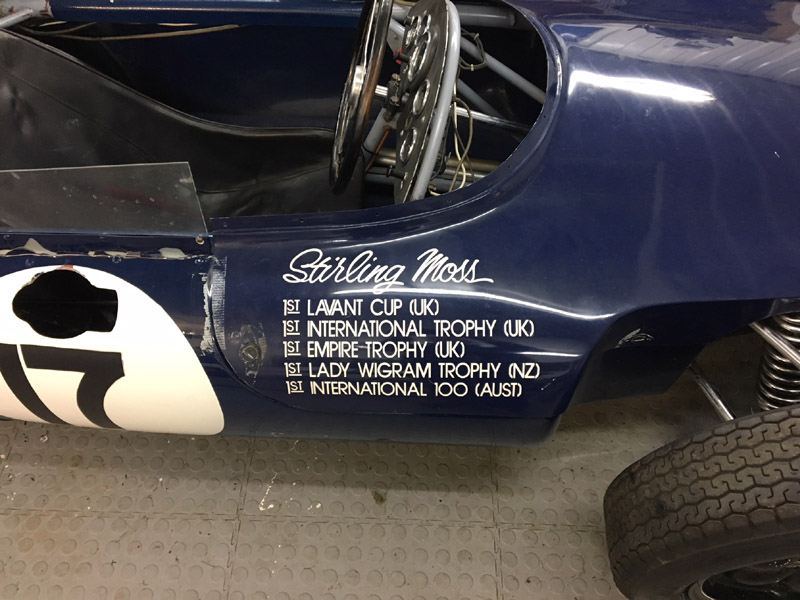 Stirling Moss
1ST LAVANT CUP (UK)
1ST INTERNATIONAL TROPHY (UK)
1ST EMPIRE-TROPHY (UK)
1ST LADY WIGRAM TROPHY (NZ)
1ST INTERNATIONAL 100 (AUST)
17